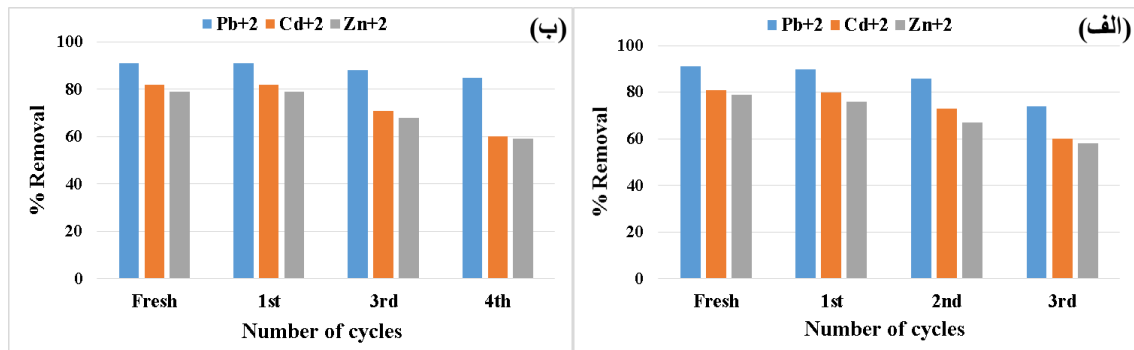 Pb+2 Cd+2 Zn+2
(ب)
100
80
60
40
20
0
% Removal
Fresh 1st 3rd 4th
Number of cycles
Pb+2 Cd+2 Zn+2
(الف)
100
80
60
40
20
0
% Removal
Fresh 1st 2nd 3rd
Number of cycles